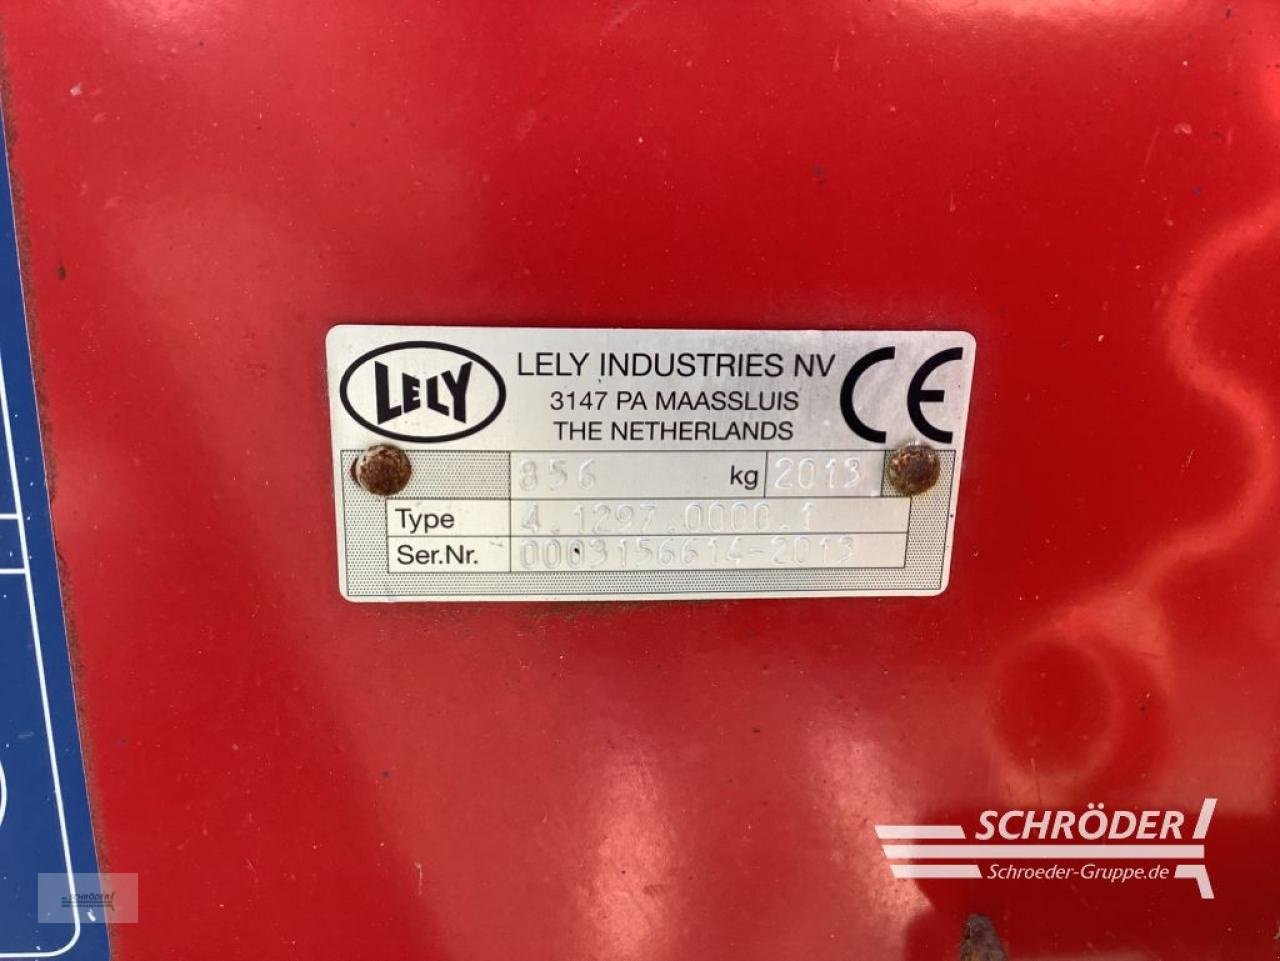 LELY
LELY INDUSTRIES NV
3147 PA MAASSLUIS
THE NETHERLANDS
CE
856 kg 2013
Type 4.1297.0000.1
Ser.Nr. 0003156614-2013
SCHRÖDER
Schroeder-Gruppe.de
SCHRÖDER